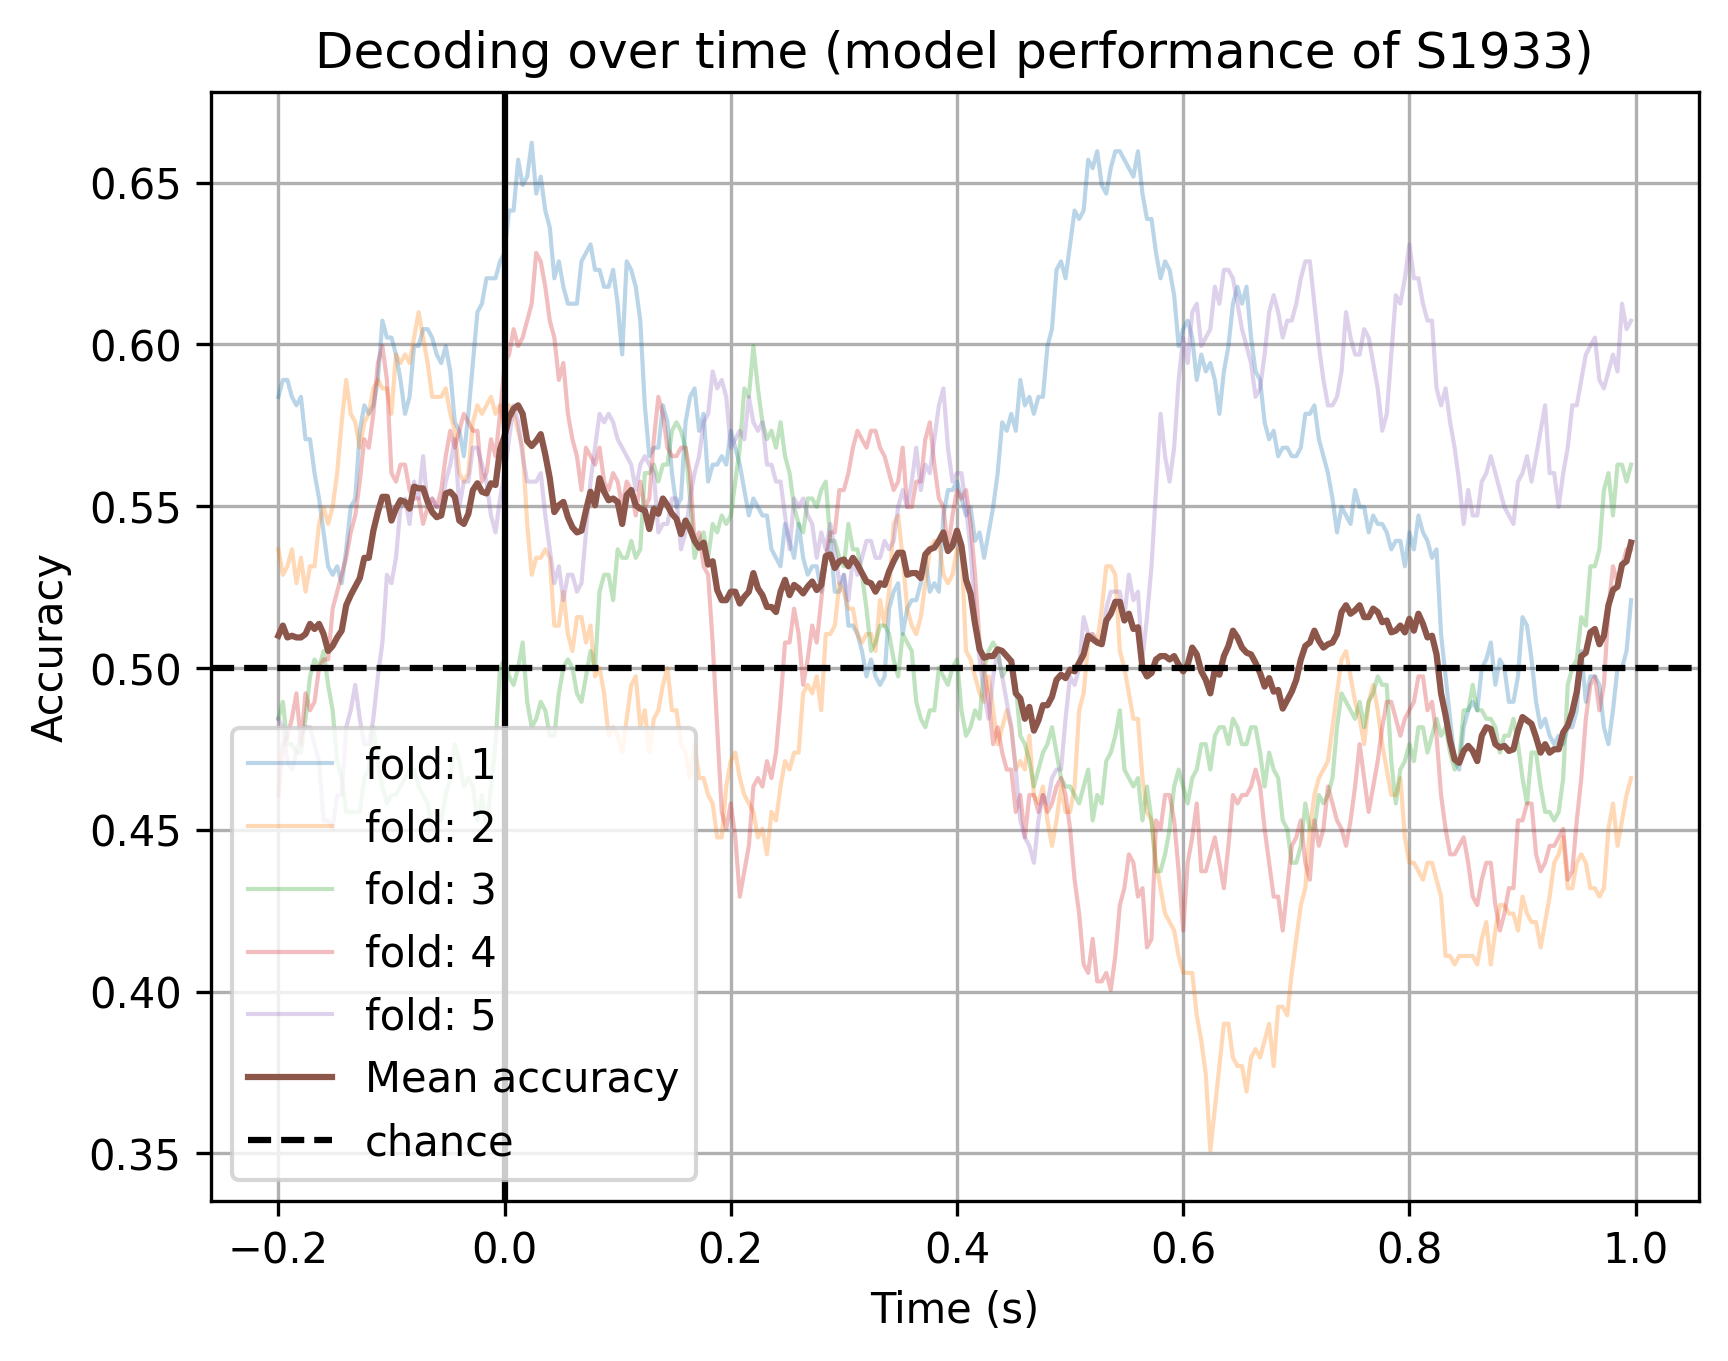 Decoding over time (model performance of S1933)
Accuracy
0.65
0.60
0.55
0.50
0.45
0.40
0.35
fold: 1
fold: 2
fold: 3
fold: 4
fold: 5
Mean accuracy
chance
−0.2 0.0 0.2 0.4 0.6 0.8 1.0
Time (s)